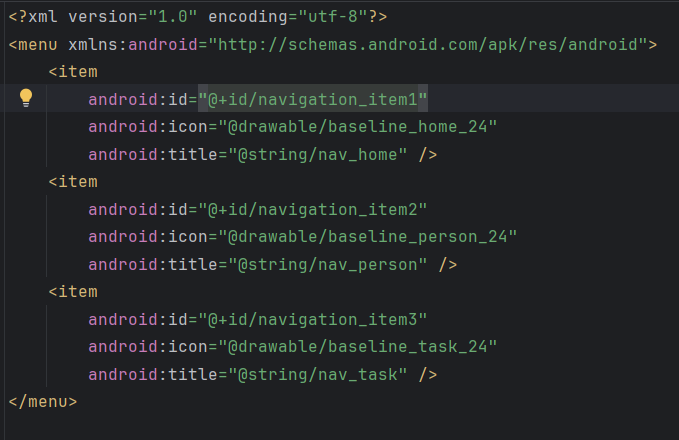 <?xml version="1.0" encoding="utf-8"?>
<menu xmlns:android="http://schemas.android.com/apk/res/android">
    <item
        android:id="@+id/navigation_item1"
        android:icon="@drawable/baseline_home_24"
        android:title="@string/nav_home" />
    <item
        android:id="@+id/navigation_item2"
        android:icon="@drawable/baseline_person_24"
        android:title="@string/nav_person" />
    <item
        android:id="@+id/navigation_item3"
        android:icon="@drawable/baseline_task_24"
        android:title="@string/nav_task" />
</menu>